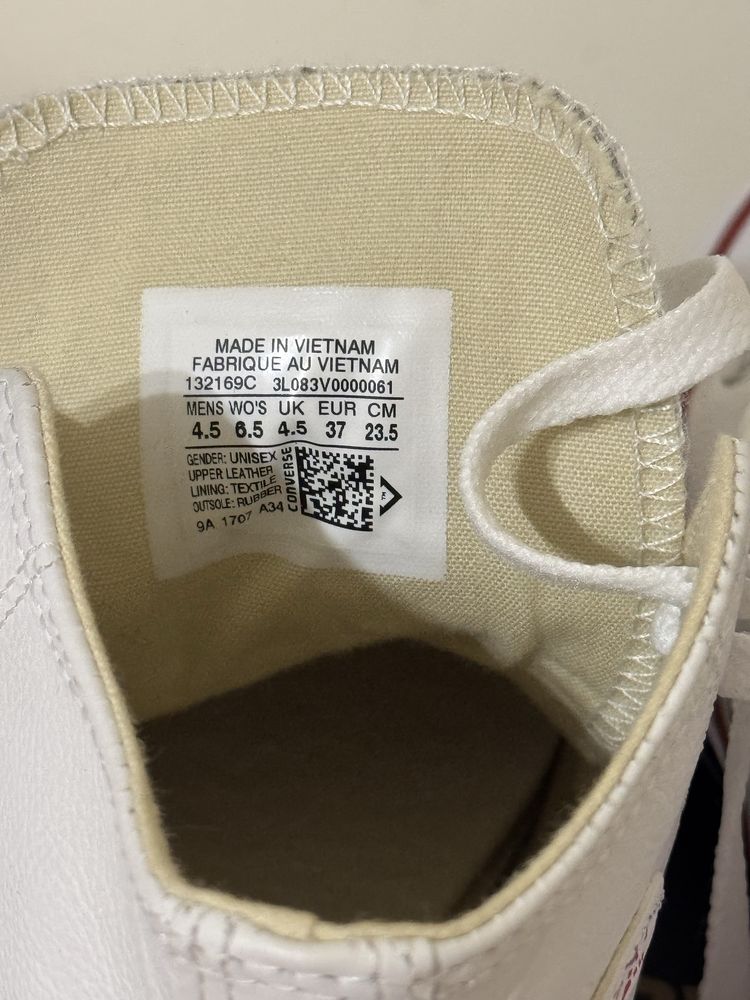 MADE IN VIETNAM
FABRIQUE AU VIETNAM
132169C 3L083V0000061
MENS WO'S UK EUR CM
4.5 6.5 4.5 37 23.5
GENDER: UNISEX
UPPER LEATHER
LINING: TEXTILE
OUTSOLE: RUBBER
9A 1707 A34
CONVERSE
TM